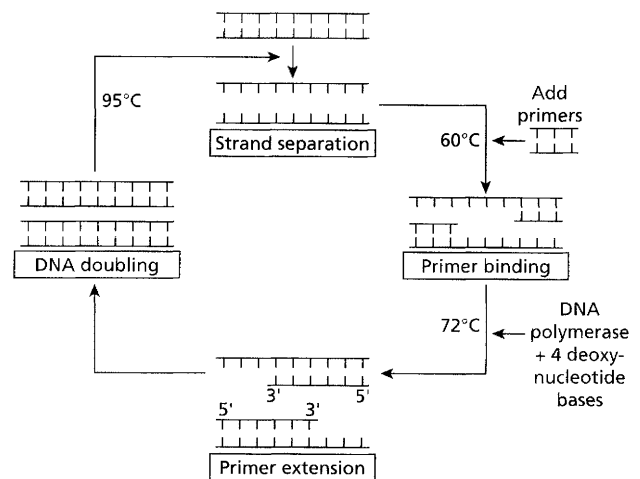 95°C
Strand separation
Add
primers
60°C
DNA doubling
Primer binding
72°C
DNA
polymerase
+ 4 deoxy-
nucleotide
bases
3' 5'
5' 3'
Primer extension